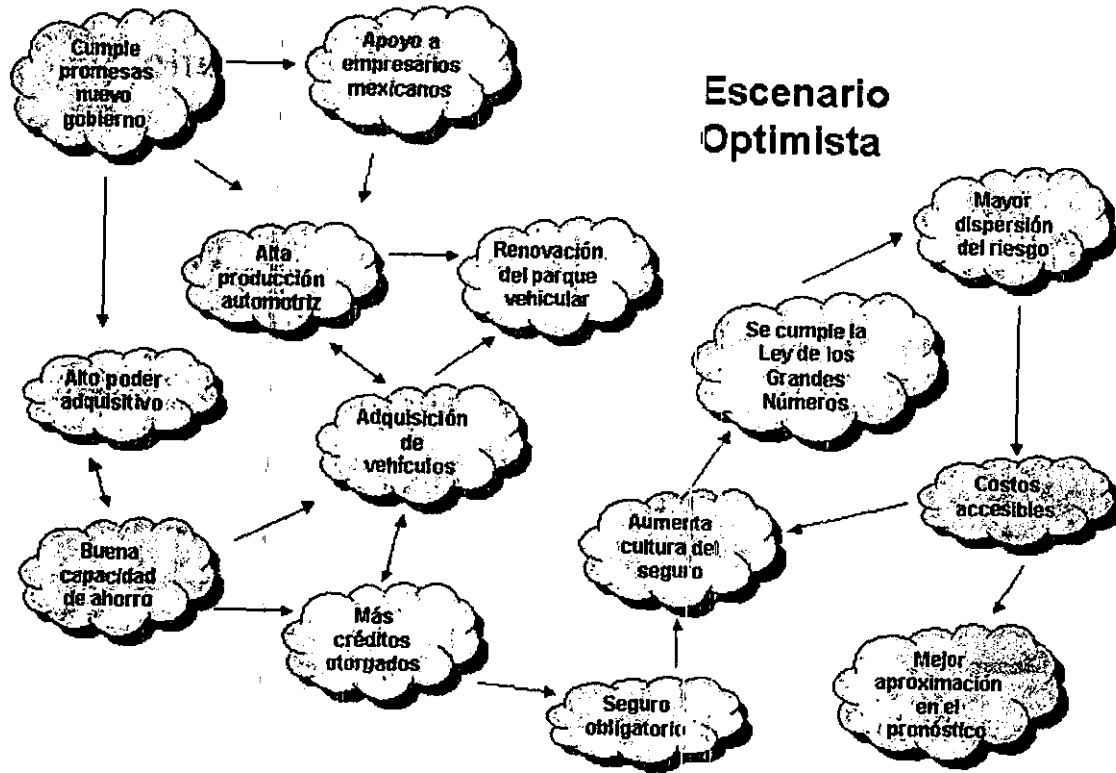 Cumple
promesas
nuevo
gobierno
Apoyo a
empresarios
mexicanos
Escenario
Optimista
Mayor
dispersión
del riesgo
Alta
producción
automotriz
Renovación
del parque
vehicular
Se cumple la
Ley de los
Grandes
Números
Alto poder
adquisitivo
Adquisición
de
vehículos
Costos
accesibles
Aumenta
cultura del
seguro
Buena
capacidad
de ahorro
Más
créditos
otorgados
Mejor
aproximación
en el
pronóstico
Seguro
obligatorio